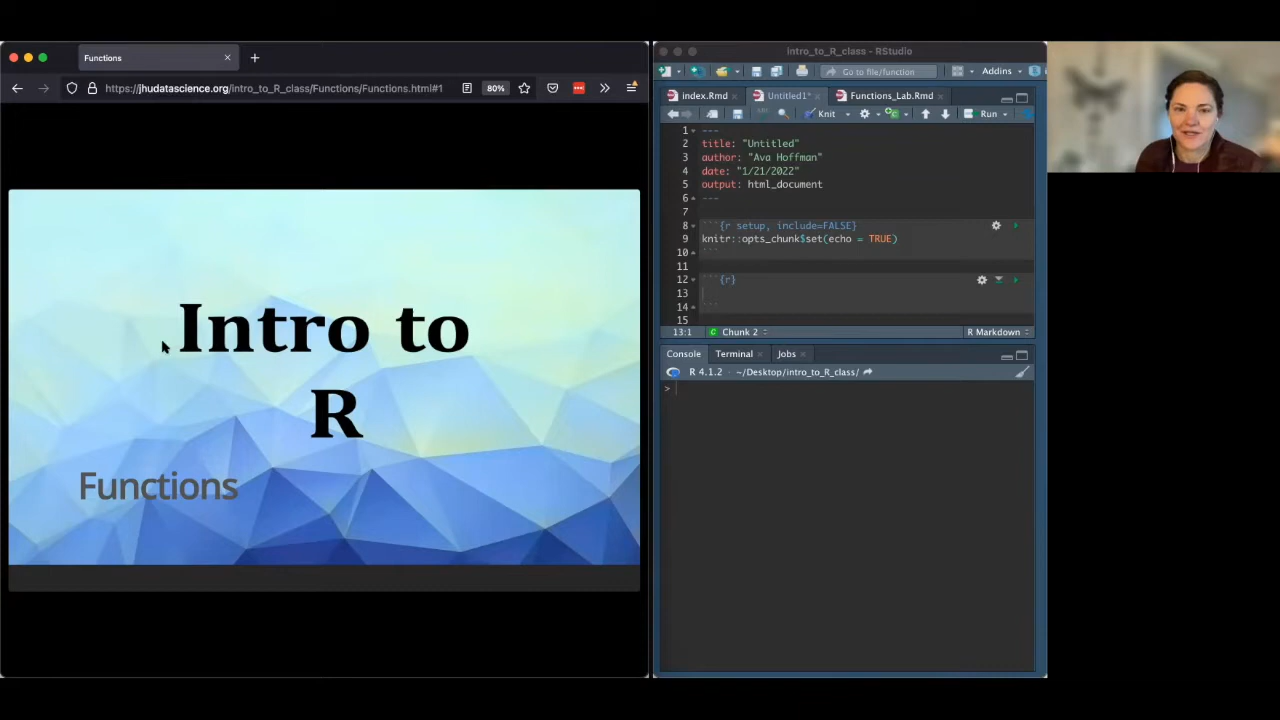 Functions
https://jhudatascience.org/intro_to_R_class/Functions/Functions.html#1
80%
Intro to
R
Functions
intro_to_R_class - RStudio
Go to file/function
Addins
index.Rmd
Untitled1*
Functions_Lab.Rmd
Knit
Run
1 ---
2 title: "Untitled"
3 author: "Ava Hoffman"
4 date: "1/21/2022"
5 output: html_document
6 ---
7
8 ```{r setup, include=FALSE}
9 knitr::opts_chunk$set(echo = TRUE)
10 ```
11
12 ```{r}
13
14 ```
15
13:1 Chunk 2 R Markdown
Console Terminal Jobs
R 4.1.2 · ~/Desktop/intro_to_R_class/
>